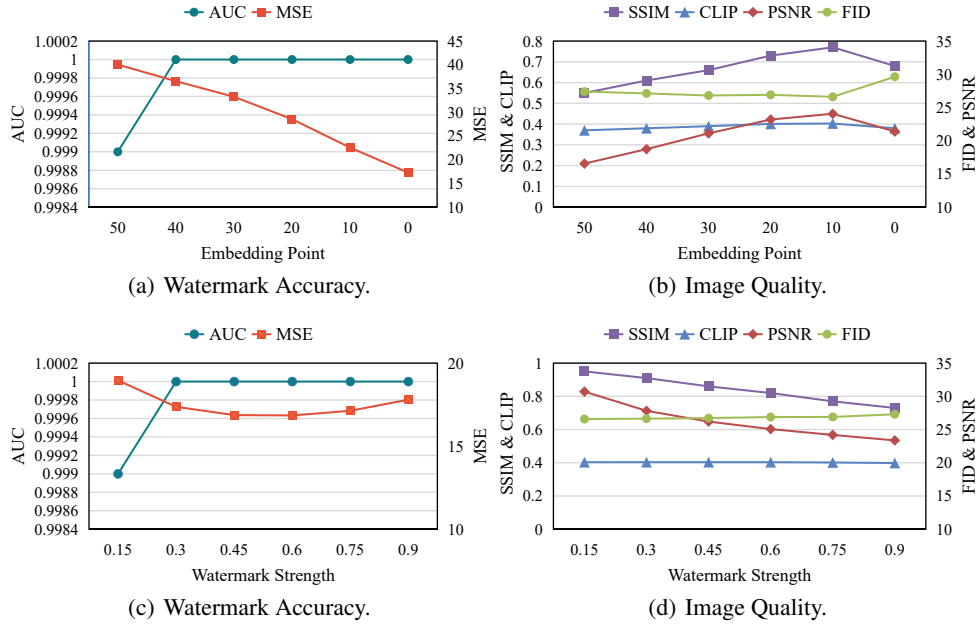 AUC MSE
1.0002
1
0.9998
0.9996
0.9994
0.9992
0.999
0.9988
0.9986
0.9984
AUC
45
40
35
30
25
20
15
10
MSE
50 40 30 20 10 0
Embedding Point
(a) Watermark Accuracy.
SSIM CLIP PSNR FID
0.8
0.7
0.6
0.5
0.4
0.3
0.2
0.1
0
SSIM & CLIP
35
30
25
20
15
10
FID & PSNR
50 40 30 20 10 0
Embedding Point
(b) Image Quality.
AUC MSE
1.0002
1
0.9998
0.9996
0.9994
0.9992
0.999
0.9988
0.9986
0.9984
AUC
20
15
10
MSE
0.15 0.3 0.45 0.6 0.75 0.9
Watermark Strength
(c) Watermark Accuracy.
SSIM CLIP PSNR FID
1
0.8
0.6
0.4
0.2
0
SSIM & CLIP
35
30
25
20
15
10
FID & PSNR
0.15 0.3 0.45 0.6 0.75 0.9
Watermark Strength
(d) Image Quality.